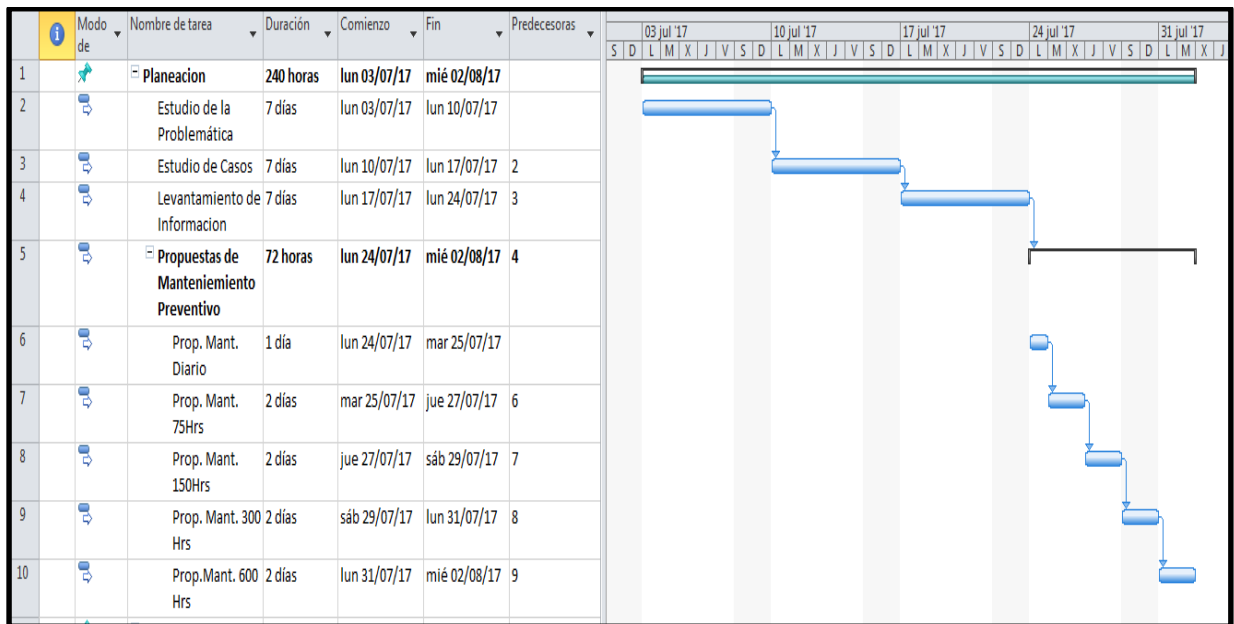 Modo de Nombre de tarea Duración Comienzo Fin Predecesoras
03 jul '17 10 jul '17 17 jul '17 24 jul '17 31 jul '17
S D L M X J V S D L M X J V S D L M X J V S D L M X J V S D L M X J
1 Planeacion 240 horas lun 03/07/17 mié 02/08/17
2 Estudio de la 7 días lun 03/07/17 lun 10/07/17
Problemática
3 Estudio de Casos 7 días lun 10/07/17 lun 17/07/17 2
4 Levantamiento de 7 días lun 17/07/17 lun 24/07/17 3
Informacion
5 Propuestas de 72 horas lun 24/07/17 mié 02/08/17 4
Manteniemiento
Preventivo
6 Prop. Mant. 1 día lun 24/07/17 mar 25/07/17
Diario
7 Prop. Mant. 2 días mar 25/07/17 jue 27/07/17 6
75Hrs
8 Prop. Mant. 2 días jue 27/07/17 sáb 29/07/17 7
150Hrs
9 Prop. Mant. 300 2 días sáb 29/07/17 lun 31/07/17 8
Hrs
10 Prop.Mant. 600 2 días lun 31/07/17 mié 02/08/17 9
Hrs